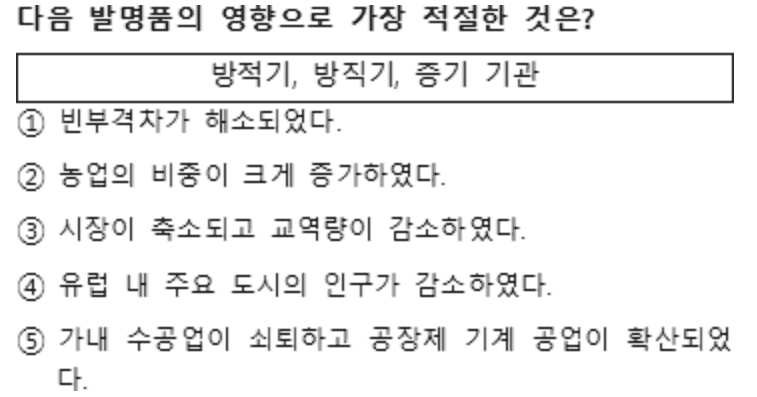 다음 발명품의 영향으로 가장 적절한 것은?
방적기, 방직기, 증기 기관
① 빈부격차가 해소되었다.
② 농업의 비중이 크게 증가하였다.
③ 시장이 축소되고 교역량이 감소하였다.
④ 유럽 내 주요 도시의 인구가 감소하였다.
⑤ 가내 수공업이 쇠퇴하고 공장제 기계 공업이 확산되었
다.